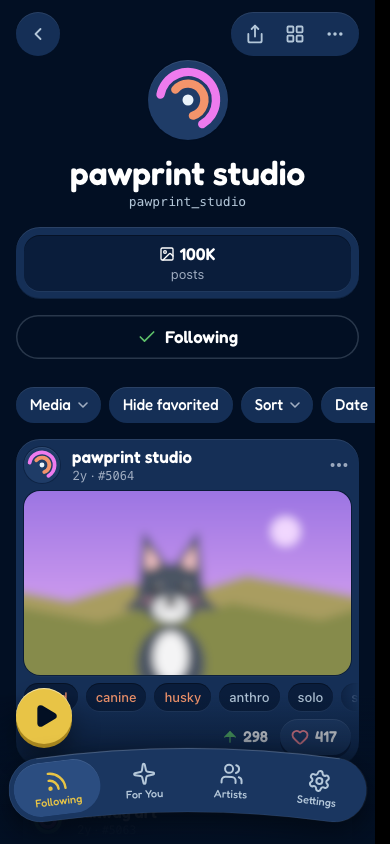 pawprint studio
pawprint_studio
100K
posts
Following
Media
Hide favorited
Sort
Date
pawprint studio
2y · #5064
canine
husky
anthro
solo
298
417
Following
For You
Artists
Settings